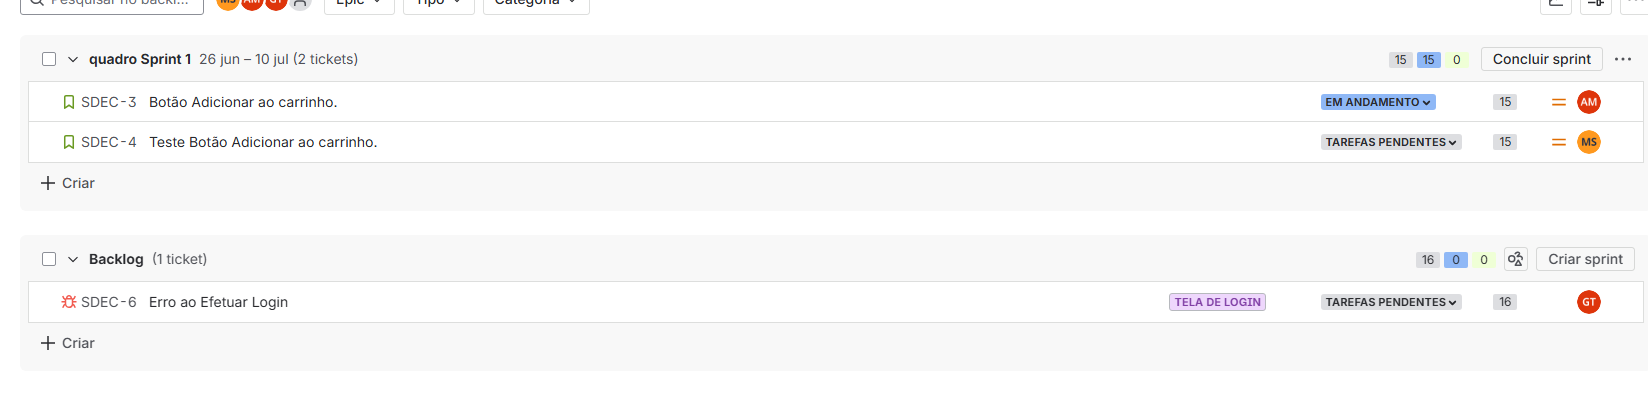 Pesquisar no backl... MS AM GT Epic Tipo Categoria
quadro Sprint 1 26 jun – 10 jul (2 tickets) 15 15 0 Concluir sprint
SDEC-3 Botão Adicionar ao carrinho. EM ANDAMENTO 15 AM
SDEC-4 Teste Botão Adicionar ao carrinho. TAREFAS PENDENTES 15 MS
Criar
Backlog (1 ticket) 16 0 0 Criar sprint
SDEC-6 Erro ao Efetuar Login TELA DE LOGIN TAREFAS PENDENTES 16 GT
Criar